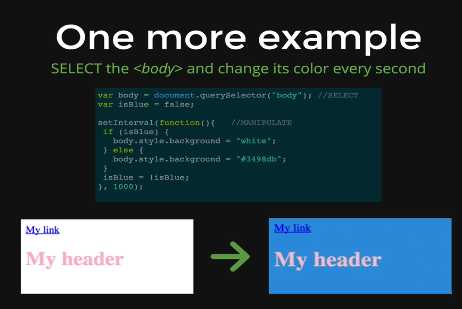 One more example
SELECT the <body> and change its color every second
var body = document.querySelector("body"); //SELECT
var isBlue = false;
setInterval(function(){   //MANIPULATE
 if (isBlue) {
   body.style.background = "white";
 } else {
   body.style.background = "#3498db";
 }
 isBlue = !isBlue;
}, 1000);
My link
My header
My link
My header